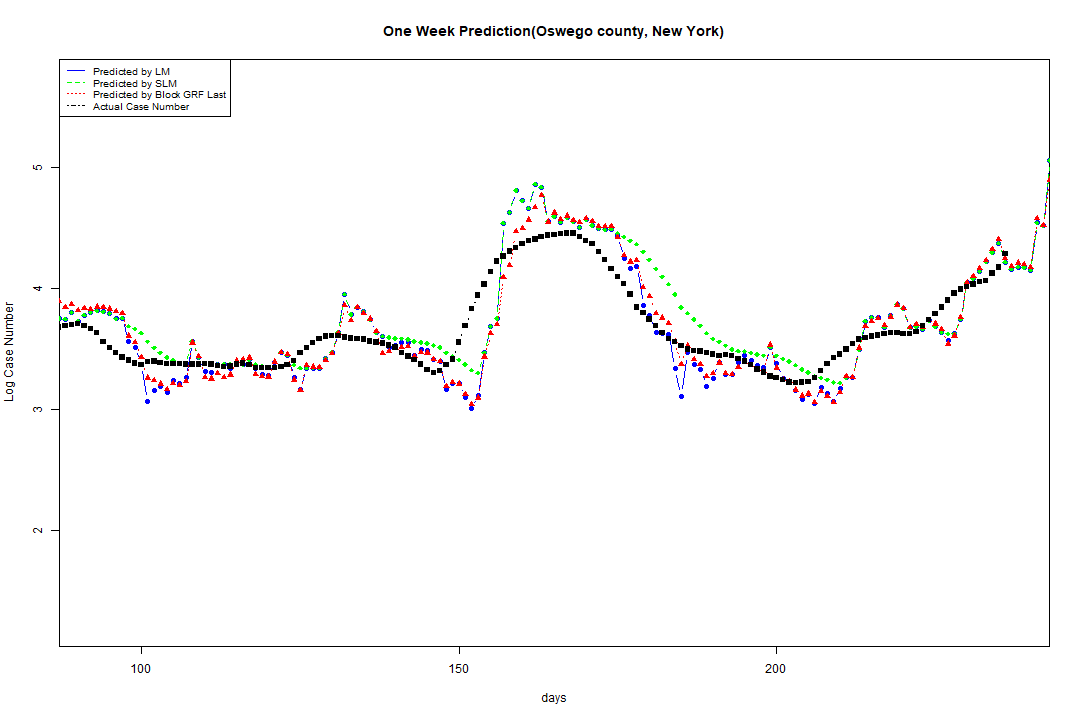 One Week Prediction(Oswego county, New York)
Predicted by LM
Predicted by SLM
Predicted by Block GRF Last
Actual Case Number
5
4
3
2
Log Case Number
100 150 200
days